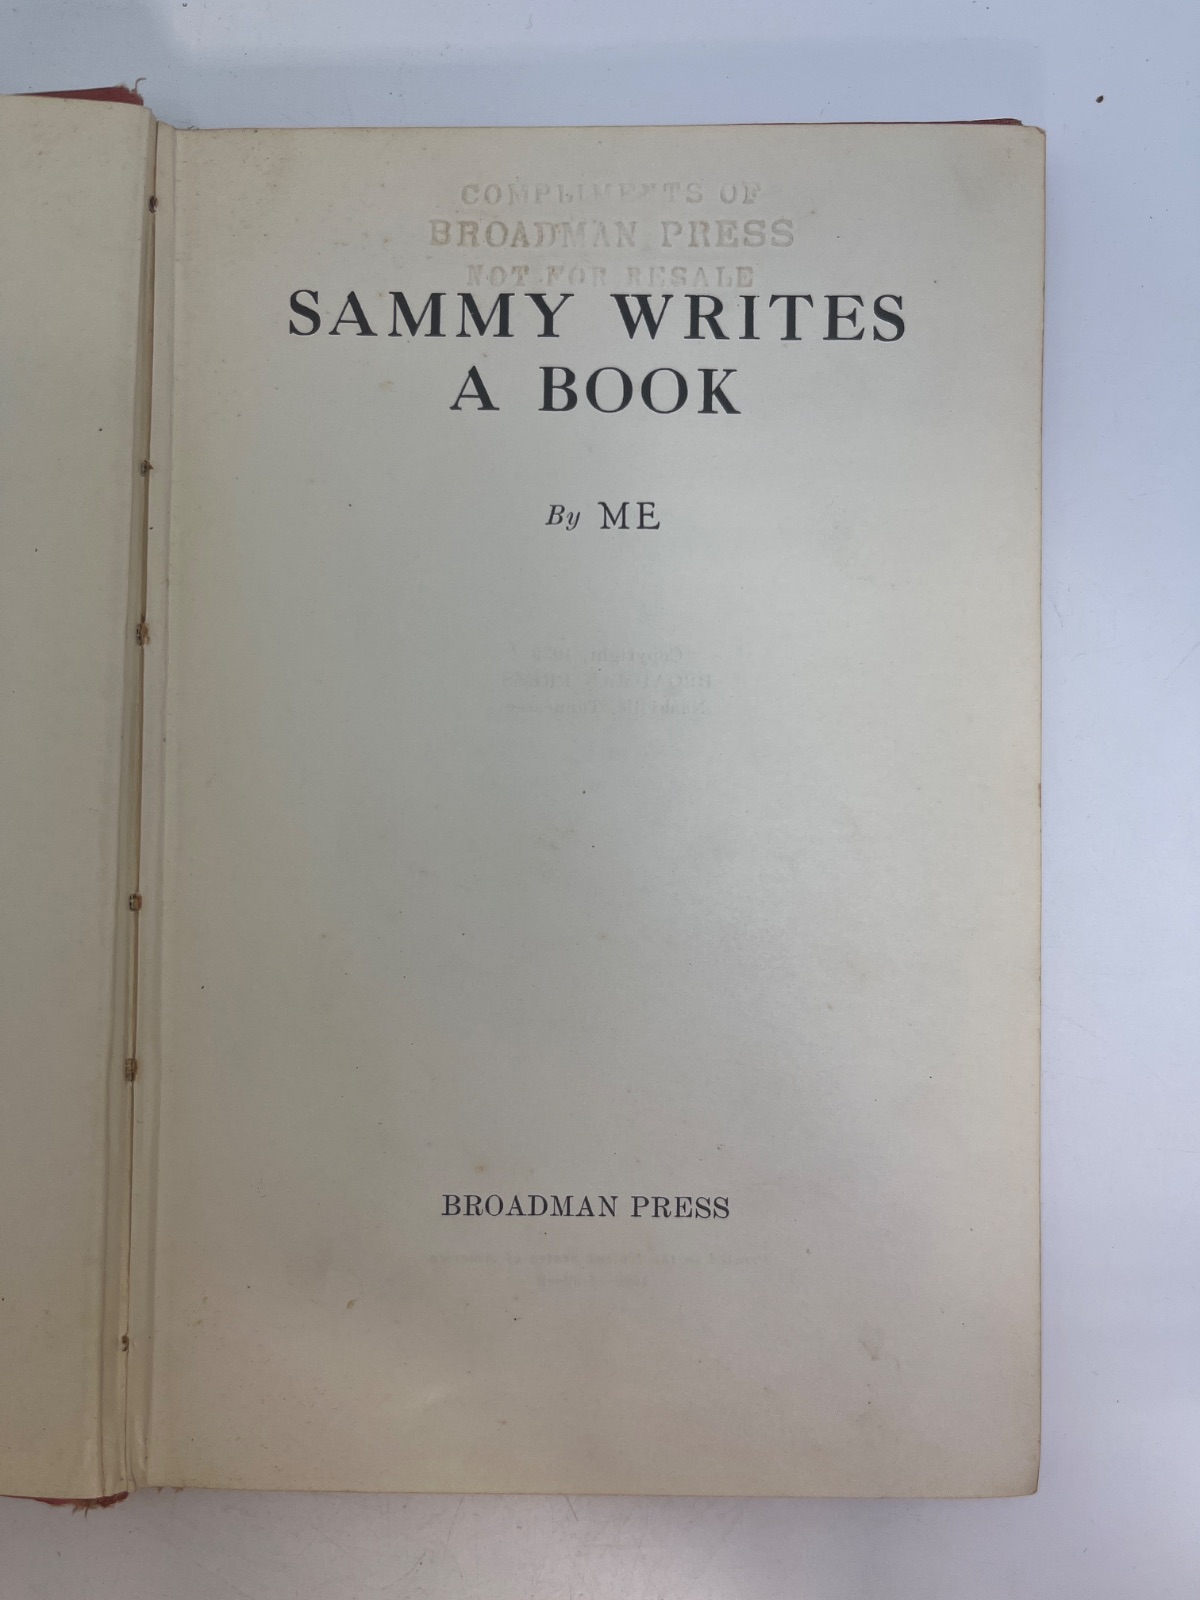 COMPLIMENTS OF
BROADMAN PRESS
NOT FOR RESALE
SAMMY WRITES
A BOOK
By ME
BROADMAN PRESS